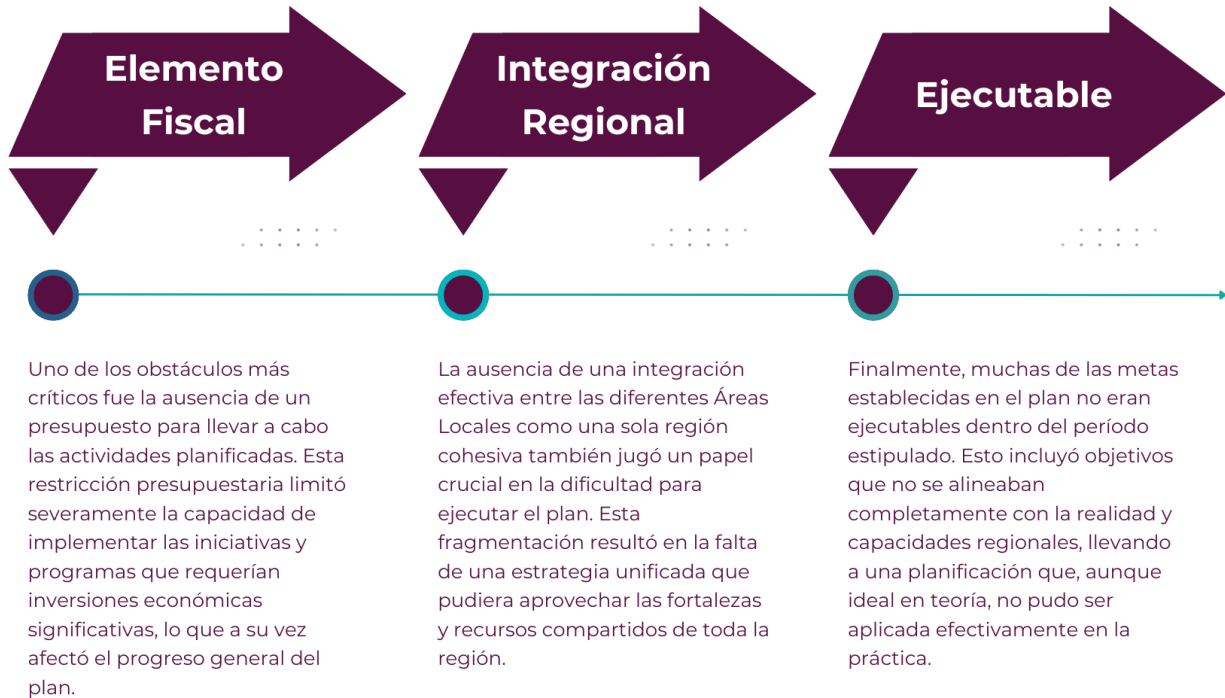 Elemento
Fiscal
Integración
Regional
Ejecutable
Uno de los obstáculos más
críticos fue la ausencia de un
presupuesto para llevar a cabo
las actividades planificadas. Esta
restricción presupuestaria limitó
severamente la capacidad de
implementar las iniciativas y
programas que requerían
inversiones económicas
significativas, lo que a su vez
afectó el progreso general del
plan.
La ausencia de una integración
efectiva entre las diferentes Áreas
Locales como una sola región
cohesiva también jugó un papel
crucial en la dificultad para
ejecutar el plan. Esta
fragmentación resultó en la falta
de una estrategia unificada que
pudiera aprovechar las fortalezas
y recursos compartidos de toda la
región.
Finalmente, muchas de las metas
establecidas en el plan no eran
ejecutables dentro del período
estipulado. Esto incluyó objetivos
que no se alineaban
completamente con la realidad y
capacidades regionales, llevando
a una planificación que, aunque
ideal en teoría, no pudo ser
aplicada efectivamente en la
práctica.